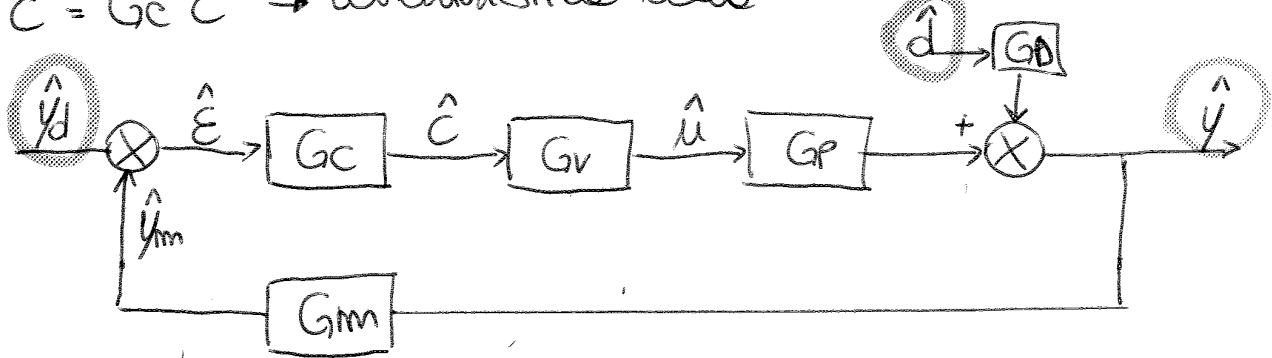 ĉ = Gc
d̂ GD
ŷd ε̂ Gc ĉ Gv û Gp + ŷ
ŷm
Gm